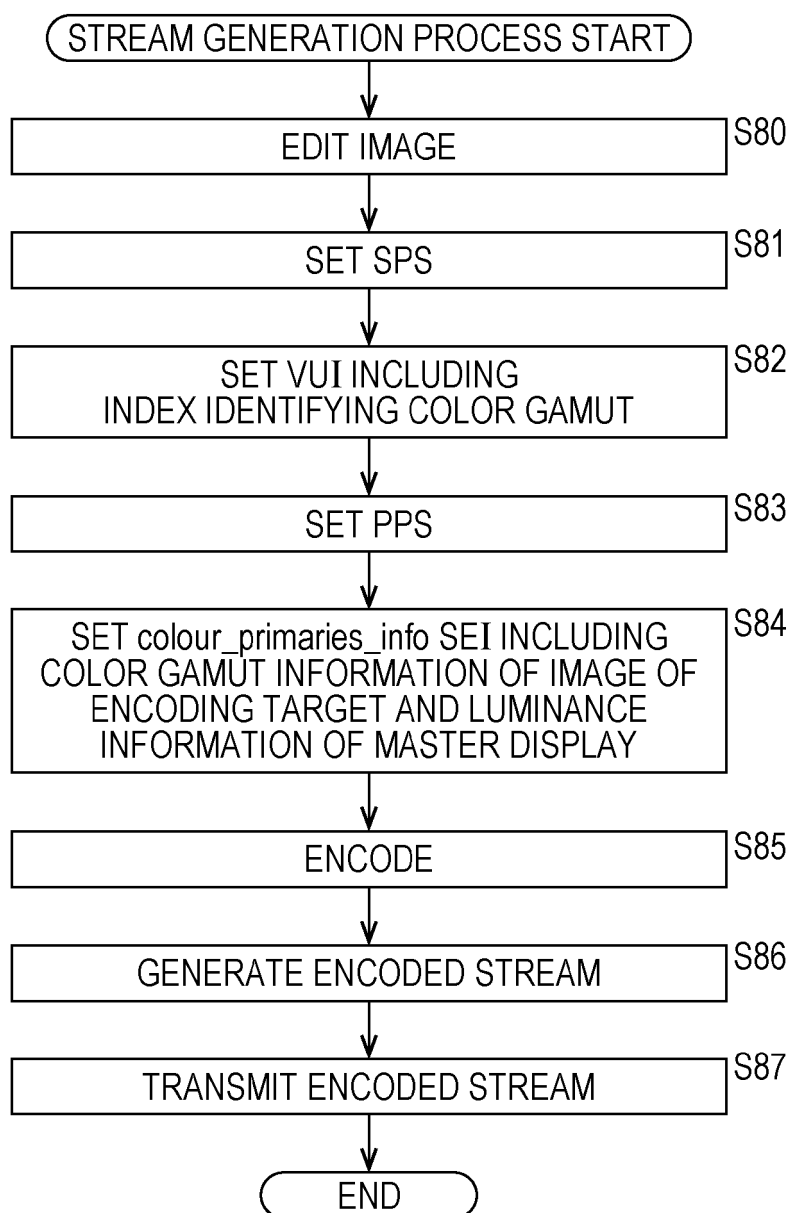 STREAM GENERATION PROCESS START
EDIT IMAGE
S80
SET SPS
S81
SET VUI INCLUDING
INDEX IDENTIFYING COLOR GAMUT
S82
SET PPS
S83
SET colour_primaries_info SEI INCLUDING
COLOR GAMUT INFORMATION OF IMAGE OF
ENCODING TARGET AND LUMINANCE
INFORMATION OF MASTER DISPLAY
S84
ENCODE
S85
GENERATE ENCODED STREAM
S86
TRANSMIT ENCODED STREAM
S87
END